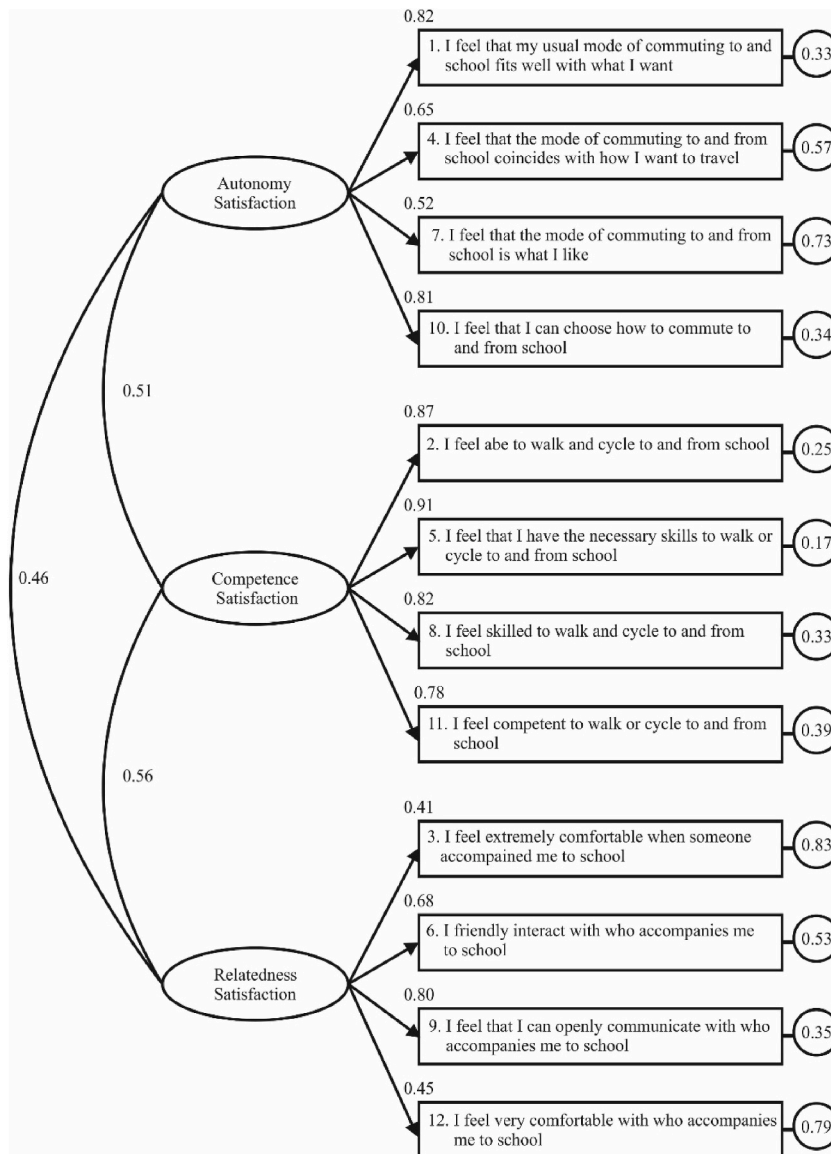 0.82
1. I feel that my usual mode of commuting to and
school fits well with what I want
0.33
0.65
4. I feel that the mode of commuting to and from
school coincides with how I want to travel
0.57
Autonomy
Satisfaction
0.52
7. I feel that the mode of commuting to and from
school is what I like
0.73
0.81
10. I feel that I can choose how to commute to
and from school
0.34
0.51
0.87
2. I feel abe to walk and cycle to and from school
0.25
0.91
5. I feel that I have the necessary skills to walk or
cycle to and from school
0.17
0.46
Competence
Satisfaction
0.82
8. I feel skilled to walk and cycle to and from
school
0.33
0.78
11. I feel competent to walk or cycle to and from
school
0.39
0.56
0.41
3. I feel extremely comfortable when someone
accompained me to school
0.83
0.68
6. I friendly interact with who accompanies me
to school
0.53
Relatedness
Satisfaction
0.80
9. I feel that I can openly communicate with who
accompanies me to school
0.35
0.45
12. I feel very comfortable with who accompanies
me to school
0.79